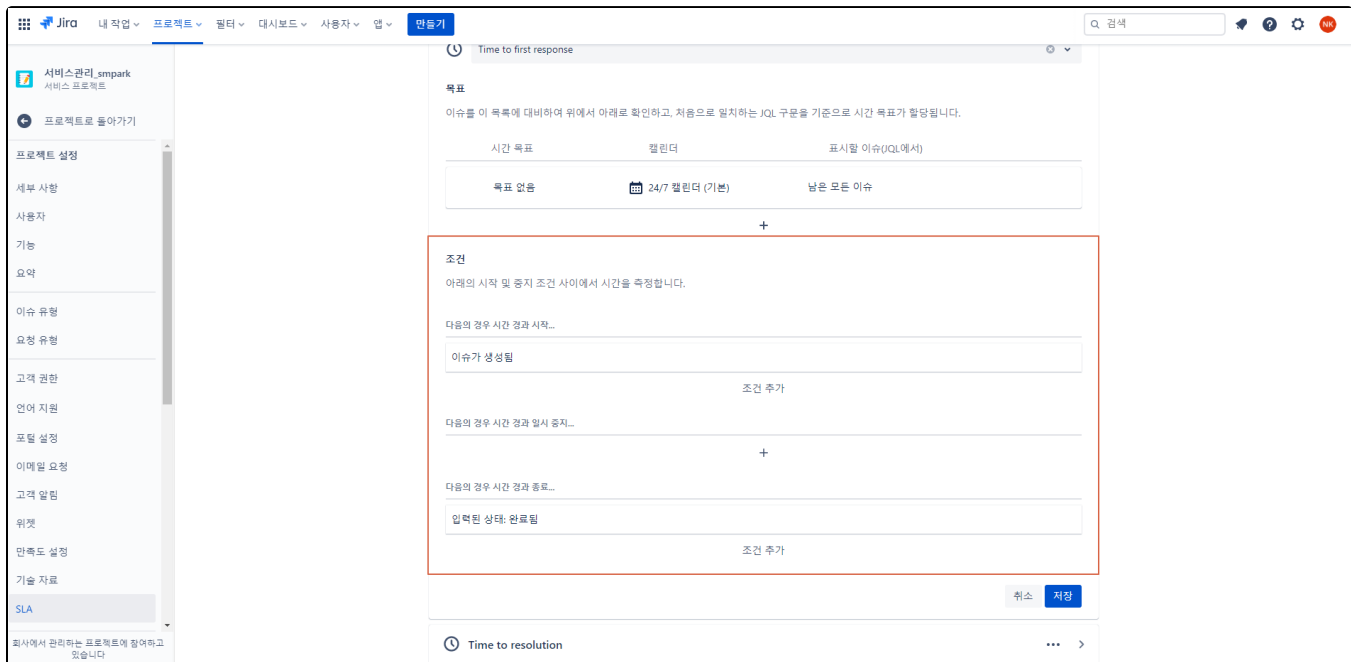 Jira 내 작업 프로젝트 필터 대시보드 사용자 앱 만들기 검색 NK
서비스관리_smpark
서비스 프로젝트
프로젝트로 돌아가기
프로젝트 설정
세부 사항
사용자
기능
요약
이슈 유형
요청 유형
고객 권한
언어 지원
포털 설정
이메일 요청
고객 알림
위젯
만족도 설정
기술 자료
SLA
회사에서 관리하는 프로젝트에 참여하고
있습니다
Time to first response
목표
이슈를 이 목록에 대비하여 위에서 아래로 확인하고, 처음으로 일치하는 JQL 구문을 기준으로 시간 목표가 할당됩니다.
시간 목표 캘린더 표시할 이슈(JQL에서)
목표 없음 24/7 캘린더 (기본) 남은 모든 이슈
+
조건
아래의 시작 및 중지 조건 사이에서 시간을 측정합니다.
다음의 경우 시간 경과 시작...
이슈가 생성됨
조건 추가
다음의 경우 시간 경과 일시 중지...
+
다음의 경우 시간 경과 종료...
입력된 상태: 완료됨
조건 추가
취소 저장
Time to resolution